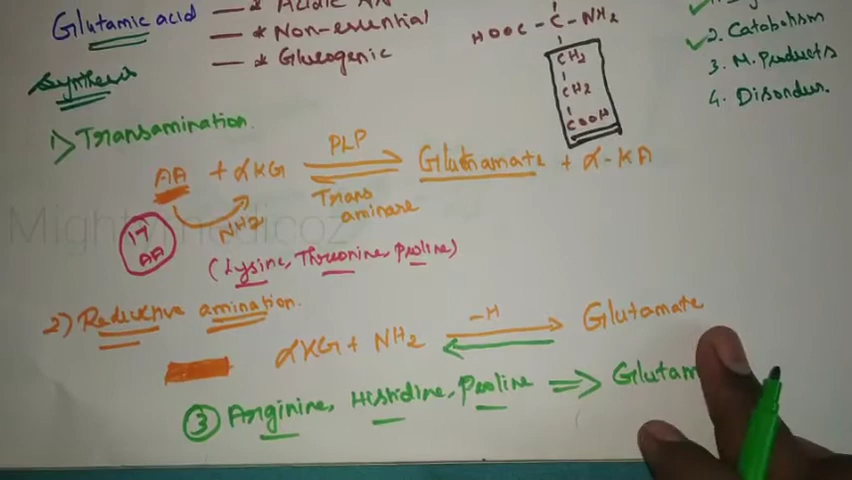 Glutamic acid
— * Acidic AA
— * Non-essential
— * Glucogenic
HOOC - C - NH2
CH2
CH2
COOH
2. Catabolism
3. M. Products
4. Disorders.
Synthesis
1) Transamination.
AA + αKG PLP Glutamate + α-KA
Trans
aminase
NH2
17
AA
(Lysine, Threonine, Proline)
2) Reductive amination.
αKG + NH2 -H Glutamate
3 Arginine, Histidine, Proline => Glutam
Might medicoz